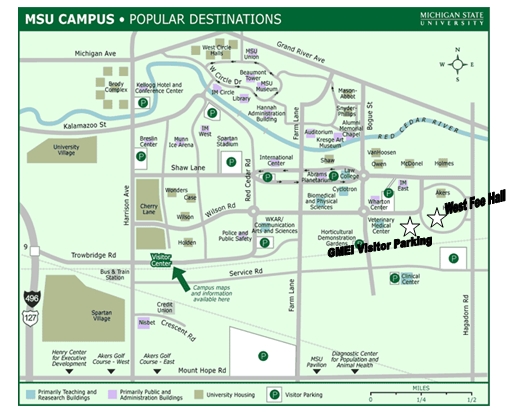 MSU CAMPUS • POPULAR DESTINATIONS
MICHIGAN STATE
UNIVERSITY
Michigan Ave
Grand River Ave
West Circle
Halls
MSU
Union
W Circle Dr
Beaumont
Tower
MSU
Museum
IM Circle
Library
Hannah
Administration
Building
Brody
Complex
Kellogg Hotel and
Conference Center
Mason-
Abbot
Snyder-
Phillips
Alumni
Memorial
Chapel
Auditorium
Kresge Art
Museum
Bogue St
Farm Lane
RED CEDAR RIVER
N
W
E
S
Kalamazoo St
University
Village
Breslin
Center
Munn
Ice Arena
IM
West
Spartan
Stadium
Shaw Lane
Red Cedar Rd
International
Center
Shaw
Abrams
Planetarium
Law
College
VanHoosen
Owen
McDonel
Holmes
Cyclotron
Biomedical
and Physical
Sciences
IM
East
Wharton
Center
Akers
West Fee Hall
Harrison Ave
Cherry
Lane
Wonders
Case
Wilson
Wilson Rd
Holden
Police and
Public Safety
WKAR/
Communication
Arts and Sciences
Horticultural
Demonstration
Gardens
Veterinary
Medical
Center
GMEI Visitor Parking
Trowbridge Rd
9
Visitor
Center
Bus & Train
Station
Service Rd
Campus maps
and information
available here
Clinical
Center
Hagadorn Rd
496
127
Spartan
Village
Credit
Union
Nisbet
Crescent Rd
Farm Lane
Henry Center
for Executive
Development
Akers Golf
Course - West
Akers Golf
Course - East
MSU
Pavilion
Diagnostic Center
for Population and
Animal Health
Mount Hope Rd
Primarily Teaching and
Reasearch Buildings
Primarily Public and
Administration Buildings
University Housing
P
Visitor Parking
MILES
0
1/4
1/2